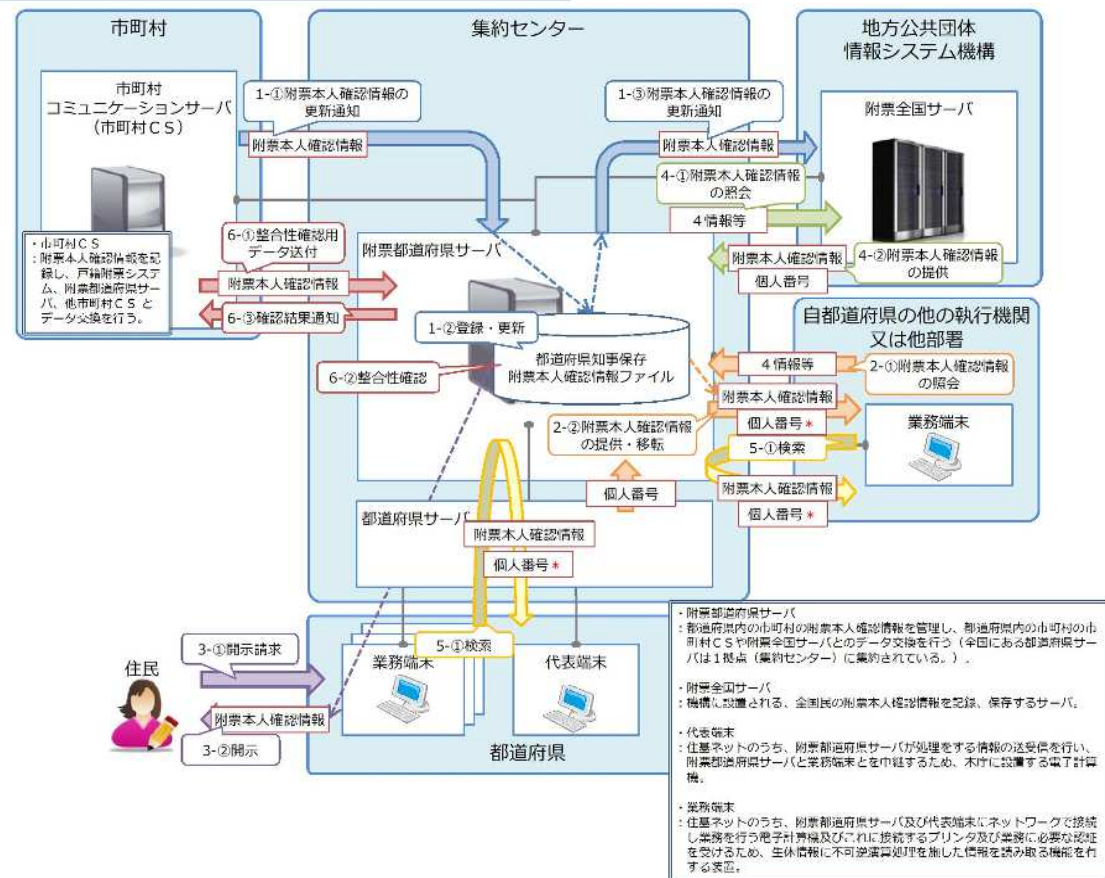 市町村
集約センター
地方公共団体
情報システム機構
市町村
コミュニケーションサーバ
(市町村CS)
1-①附票本人確認情報の
更新通知
附票本人確認情報
1-③附票本人確認情報の
更新通知
附票本人確認情報
附票全国サーバ
4-①附票本人確認情報
の照会
4情報等
附票本人確認情報
個人番号
4-②附票本人確認情報
の提供
・市町村CS
:附票本人確認情報を記
録し、戸籍附票システ
ム、附票都道府県サー
バ、他市町村CSと
データ交換を行う。
6-①整合性確認用
データ送付
附票本人確認情報
6-③確認結果通知
附票都道府県サーバ
1-②登録・更新
都道府県知事保存
附票本人確認情報ファイル
6-②整合性確認
自都道府県の他の執行機関
又は他部署
4情報等
2-①附票本人確認情報
の照会
附票本人確認情報
個人番号*
2-②附票本人確認情報
の提供・移転
業務端末
5-①検索
附票本人確認情報
個人番号*
個人番号
都道府県サーバ
附票本人確認情報
個人番号*
5-①検索
業務端末
代表端末
都道府県
住民
3-①開示請求
附票本人確認情報
3-②開示
・附票都道府県サーバ
:都道府県内の市町村の附票本人確認情報を管理し、都道府県内の市町村の市
町村CSや附票全国サーバとのデータ交換を行う(全国にある都道府県サー
バは1拠点(集約センター)に集約されている。).
・附票全国サーバ
:機構に設置される、全国民の附票本人確認情報を記録、保存するサーバ。
・代表端末
:住基ネットのうち、附票都道府県サーバが処理をする情報の送受信を行い、
附票都道府県サーバと業務端末とを中継するため、本庁に設置する電子計算
機。
・業務端末
:住基ネットのうち、附票都道府県サーバ及び代表端末にネットワークで接続
し業務を行う電子計算機及びこれに接続するプリンタ及び業務に必要な認証
を受けるため、生体情報に不可逆演算処理を施した情報を読み取る機能を有
する装置。